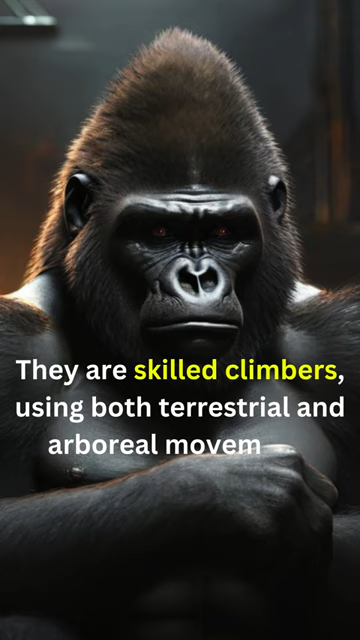 They are skilled climbers,
using both terrestrial and
arboreal movem